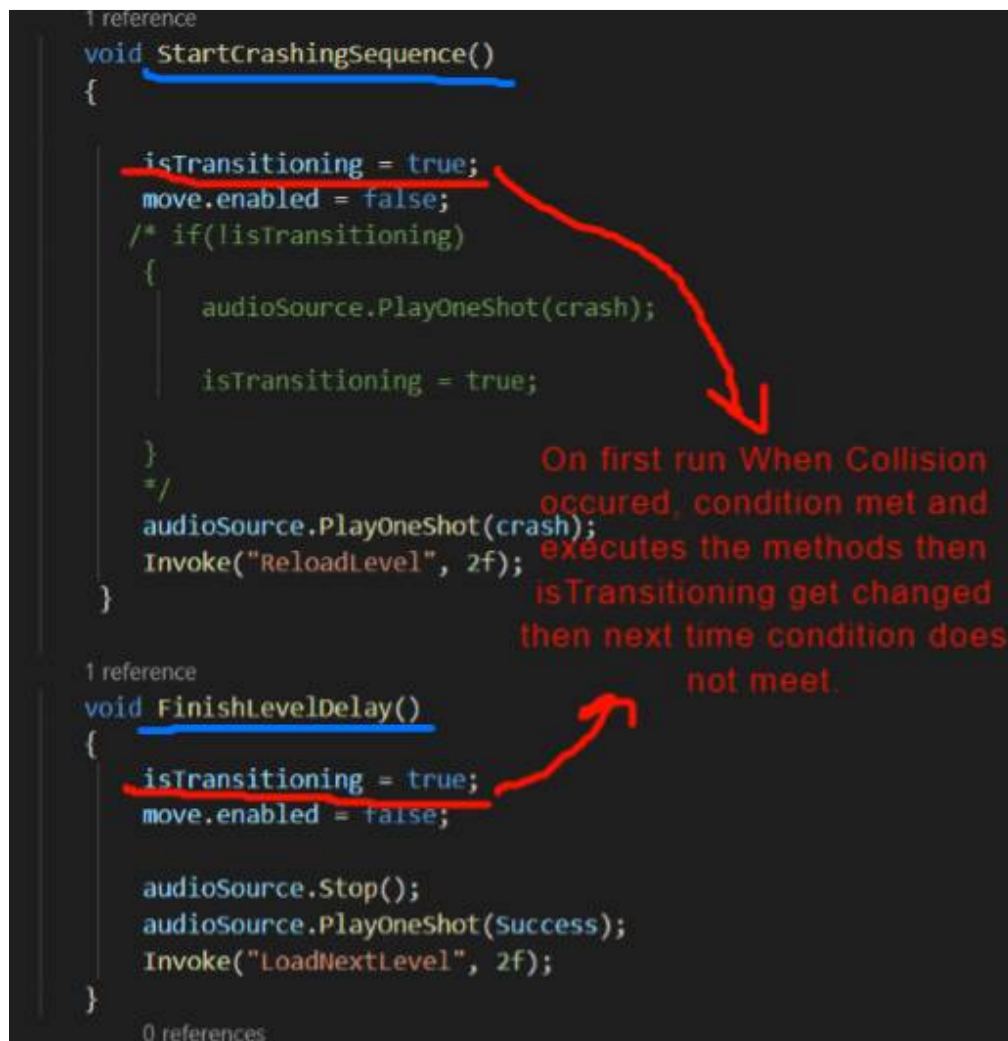 1 reference
void StartCrashingSequence()
{
isTransitioning = true;
move.enabled = false;
/* if(!isTransitioning)
{
audioSource.PlayOneShot(crash);
isTransitioning = true;
}
*/
audioSource.PlayOneShot(crash);
Invoke("ReloadLevel", 2f);
}
On first run When Collision
occured, condition met and
executes the methods then
isTransitioning get changed
then next time condition does
not meet.
1 reference
void FinishLevelDelay()
{
isTransitioning = true;
move.enabled = false;
audioSource.Stop();
audioSource.PlayOneShot(Success);
Invoke("LoadNextLevel", 2f);
}
0 references